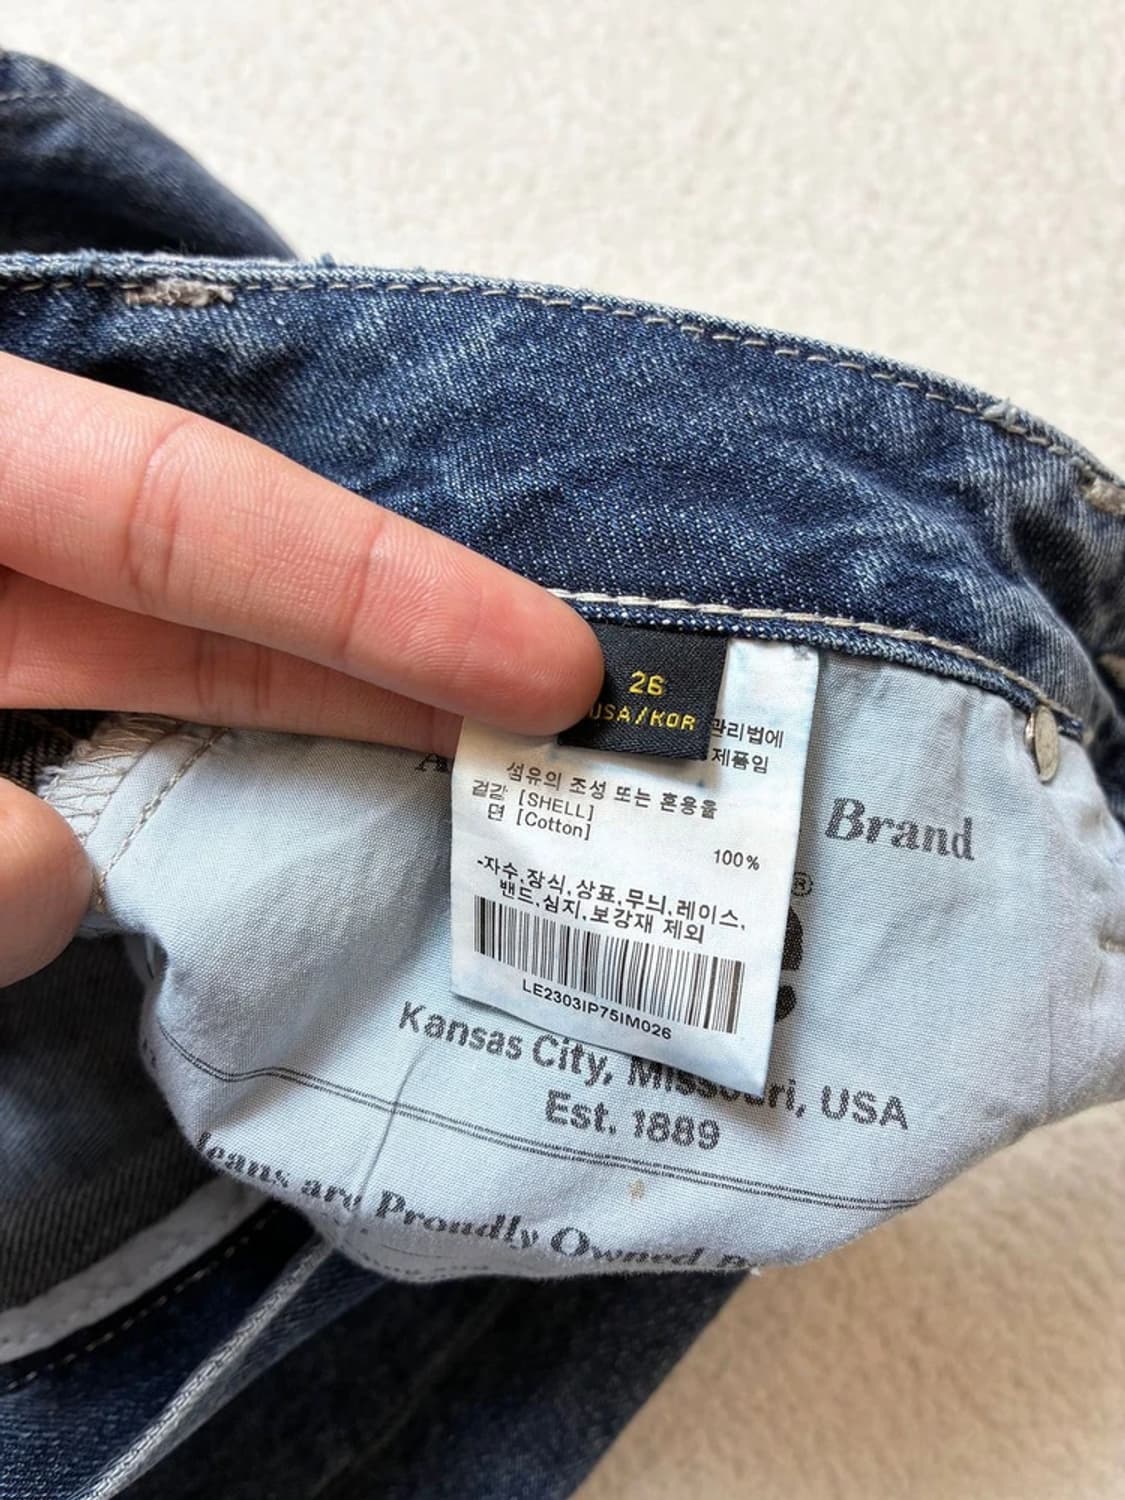 26
USA/KOR
관리법에
제품임
섬유의 조성 또는 혼용율
겉감 [SHELL]
면 [Cotton]
100%
-자수,장식,상표,무늬,레이스,
밴드,심지,보강재 제외
LE2303IP75IM026
Brand
®
Kansas City, Missouri, USA
Est. 1889
Jeans are Proudly Owned